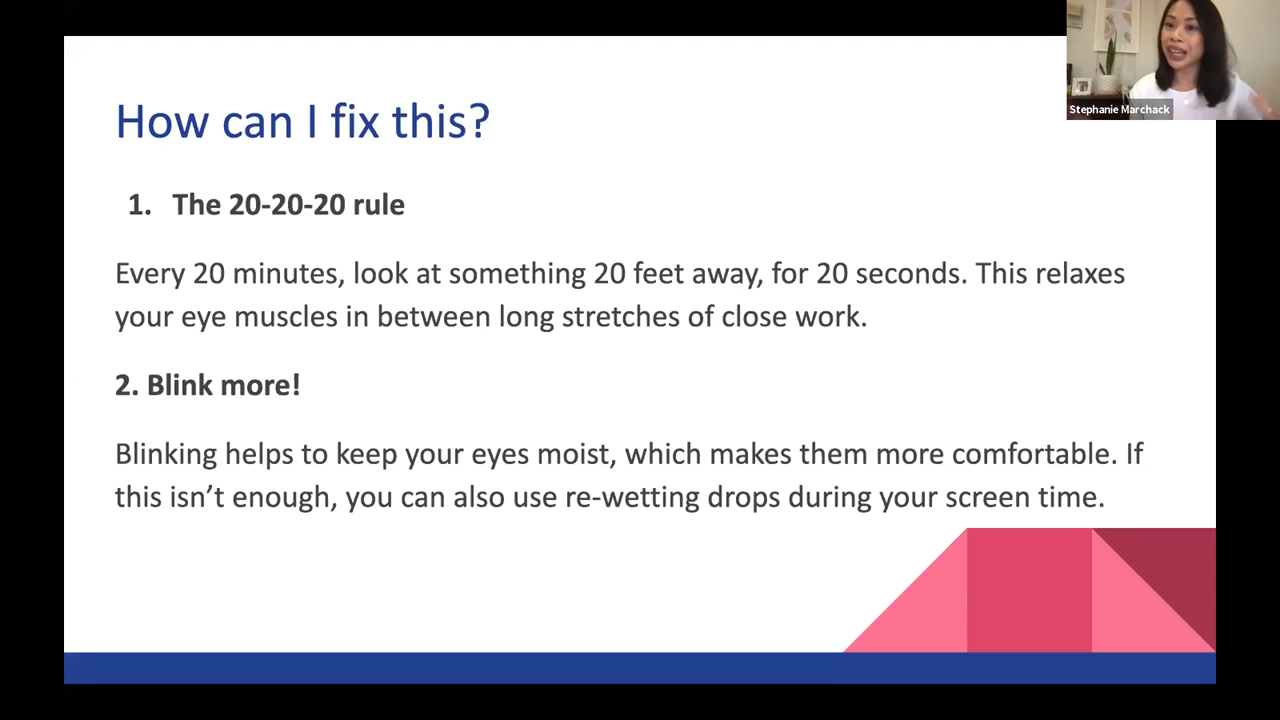 How can I fix this?
Stephanie Marchack
1. The 20-20-20 rule
Every 20 minutes, look at something 20 feet away, for 20 seconds. This relaxes
your eye muscles in between long stretches of close work.
2. Blink more!
Blinking helps to keep your eyes moist, which makes them more comfortable. If
this isn’t enough, you can also use re-wetting drops during your screen time.